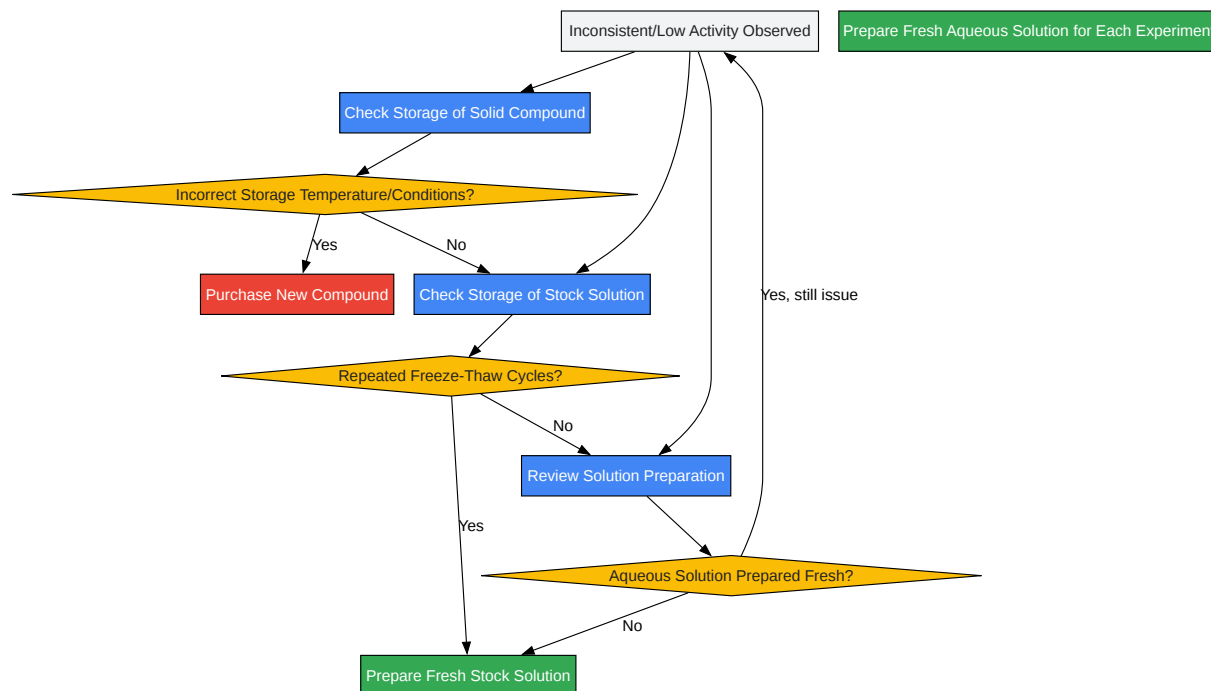 Inconsistent/Low Activity Observed
Prepare Fresh Aqueous Solution for Each Experiment
Check Storage of Solid Compound
Incorrect Storage Temperature/Conditions?
Yes
No
Purchase New Compound
Check Storage of Stock Solution
Yes, still issue
Repeated Freeze-Thaw Cycles?
No
Review Solution Preparation
Yes
Aqueous Solution Prepared Fresh?
No
Prepare Fresh Stock Solution